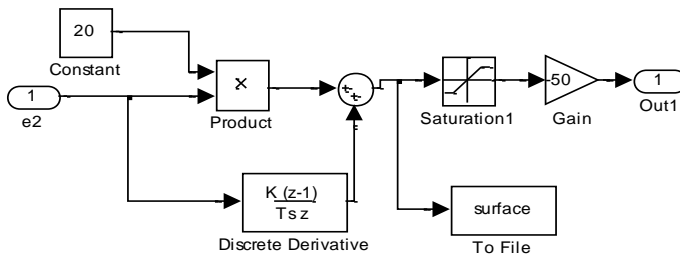 20
Constant
1
e2
×
Product
+
+
Saturation1
-50
Gain
1
Out1
K (z-1)
Ts z
Discrete Derivative
surface
To File